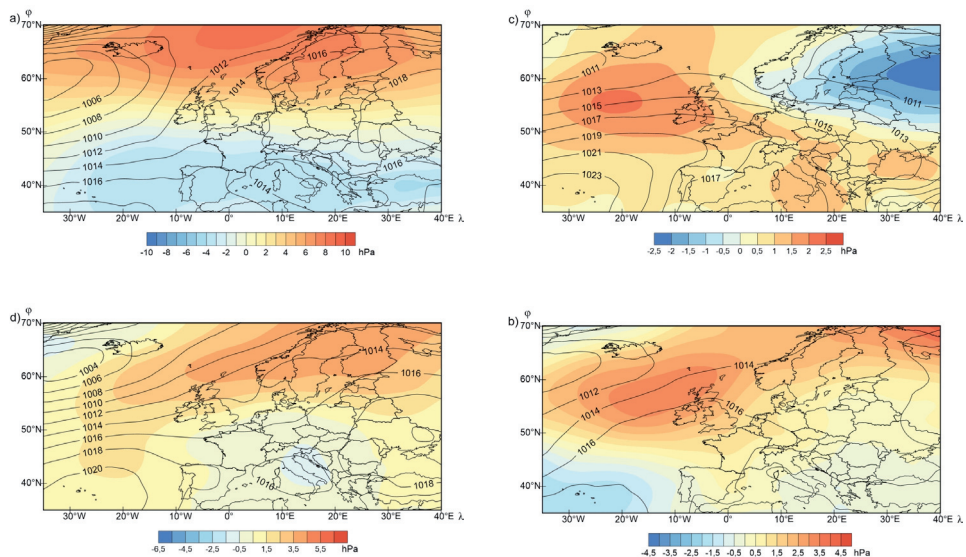 a)
φ
70°N
60°N
50°N
40°N
1012
1016
1014
1018
1006
1008
1010
1012
1014
1016
1014
1016
30°W
20°W
10°W
0°
10°E
20°E
30°E
40°E λ
-10 -8 -6 -4 -2 0 2 4 6 8 10 hPa
c)
φ
70°N
60°N
50°N
40°N
1011
1013
1015
1017
1019
1021
1023
1011
1013
1015
1017
30°W
20°W
10°W
0°
10°E
20°E
30°E
40°E λ
-2,5 -2 -1,5 -1 -0,5 0 0,5 1 1,5 2 2,5 hPa
d)
φ
70°N
60°N
50°N
40°N
1004
1006
1008
1010
1012
1014
1016
1018
1020
1014
1016
1016
1018
30°W
20°W
10°W
0°
10°E
20°E
30°E
40°E λ
-6,5 -4,5 -2,5 -0,5 1,5 3,5 5,5 hPa
b)
φ
70°N
60°N
50°N
40°N
1012
1014
1016
1014
1016
30°W
20°W
10°W
0°
10°E
20°E
30°E
40°E λ
-4,5 -3,5 -2,5 -1,5 -0,5 0,5 1,5 2,5 3,5 4,5 hPa